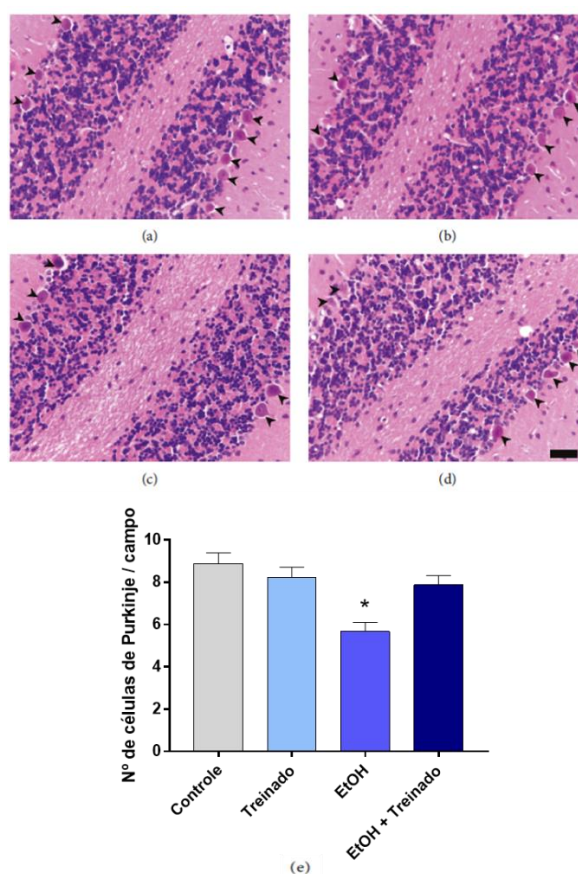 (a)
(b)
(c)
(d)
Nº de células de Purkinje / campo
10
8
6
4
2
0
*
Controle
Treinado
EtOH
EtOH + Treinado
(e)